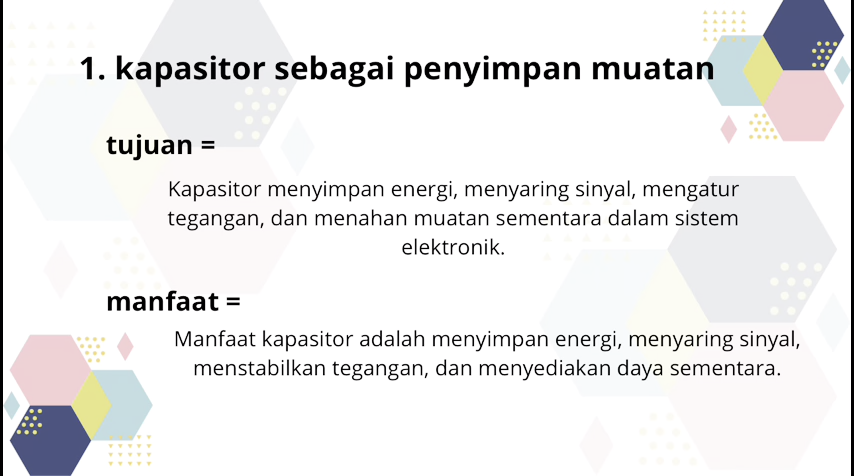 1. kapasitor sebagai penyimpan muatan
tujuan =
Kapasitor menyimpan energi, menyaring sinyal, mengatur
tegangan, dan menahan muatan sementara dalam sistem
elektronik.
manfaat =
Manfaat kapasitor adalah menyimpan energi, menyaring sinyal,
menstabilkan tegangan, dan menyediakan daya sementara.